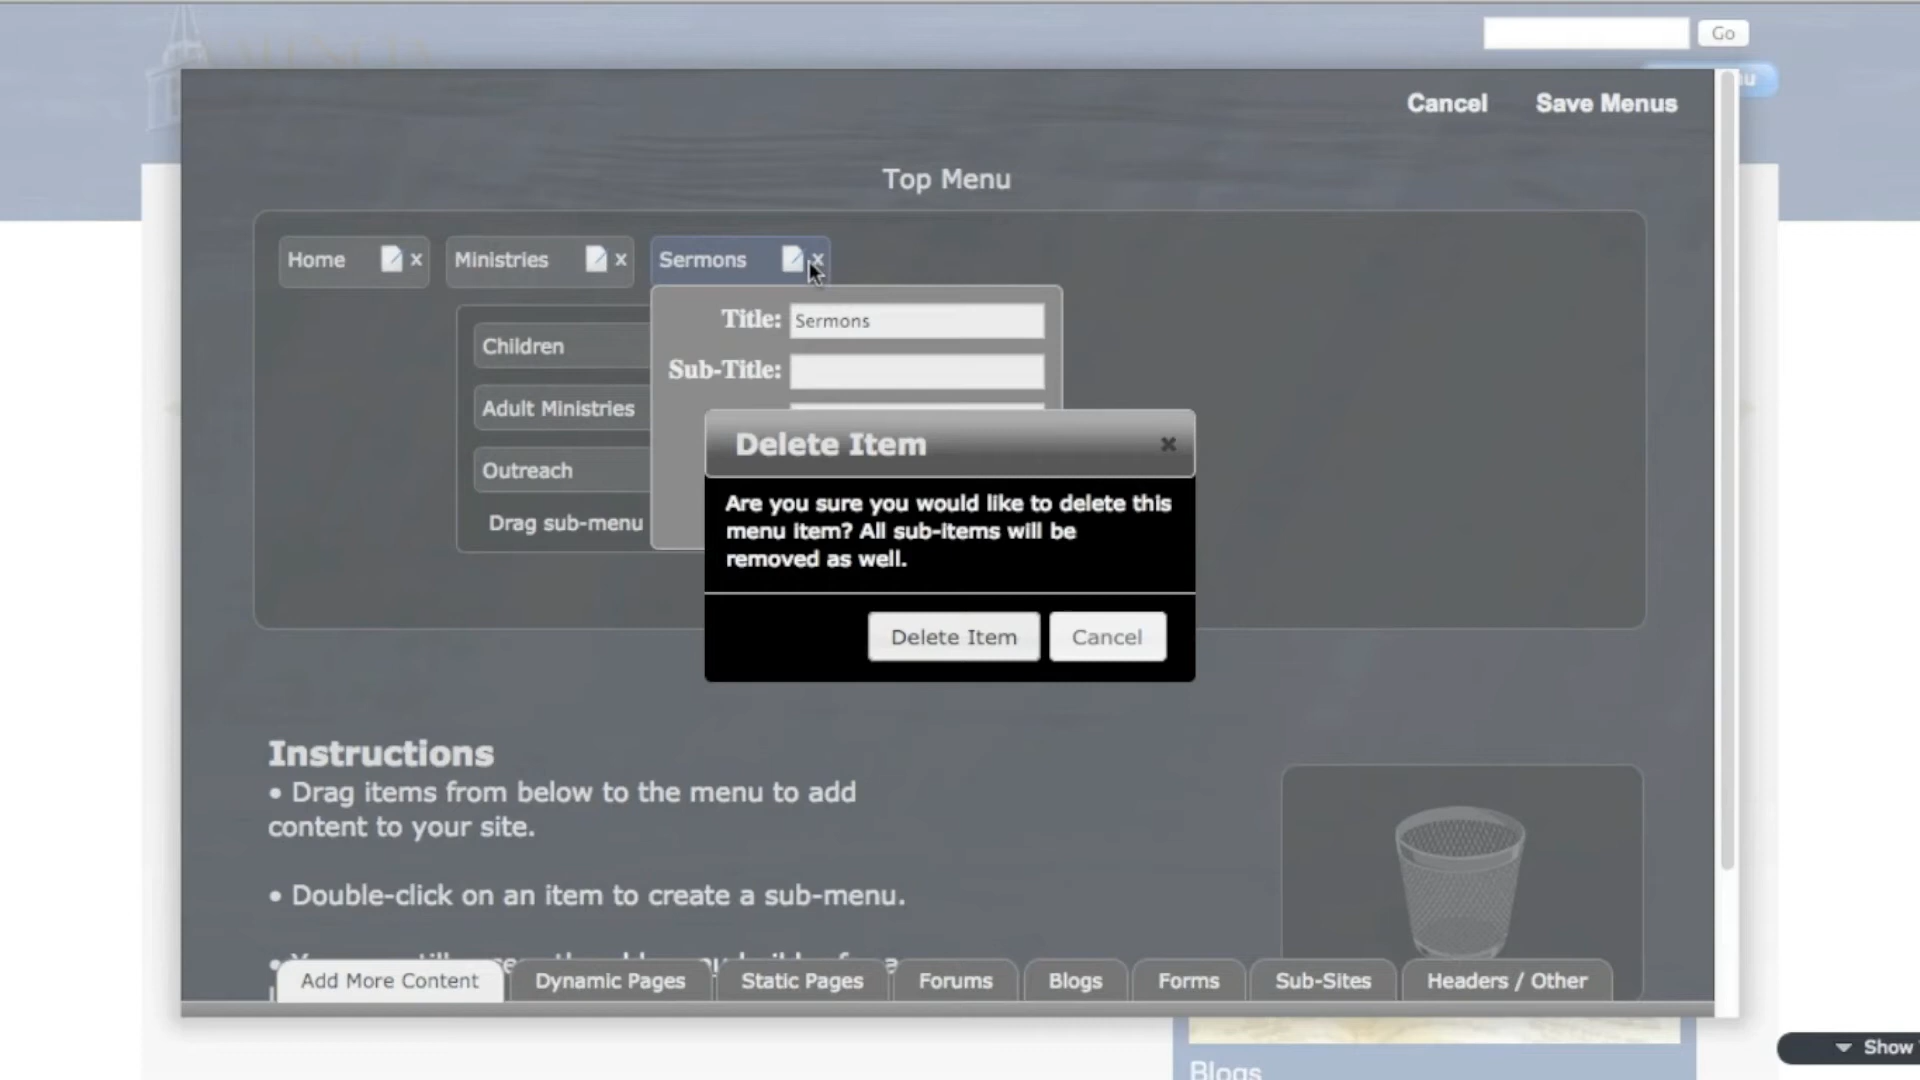 Go
Cancel Save Menus
Top Menu
Home x Ministries x Sermons x
Title: Sermons
Sub-Title:
Children
Adult Ministries
Outreach
Drag sub-menu
Delete Item
Are you sure you would like to delete this
menu item? All sub-items will be
removed as well.
Delete Item Cancel
Instructions
• Drag items from below to the menu to add
content to your site.
• Double-click on an item to create a sub-menu.
Add More Content Dynamic Pages Static Pages Forums Blogs Forms Sub-Sites Headers / Other
Show
Blogs